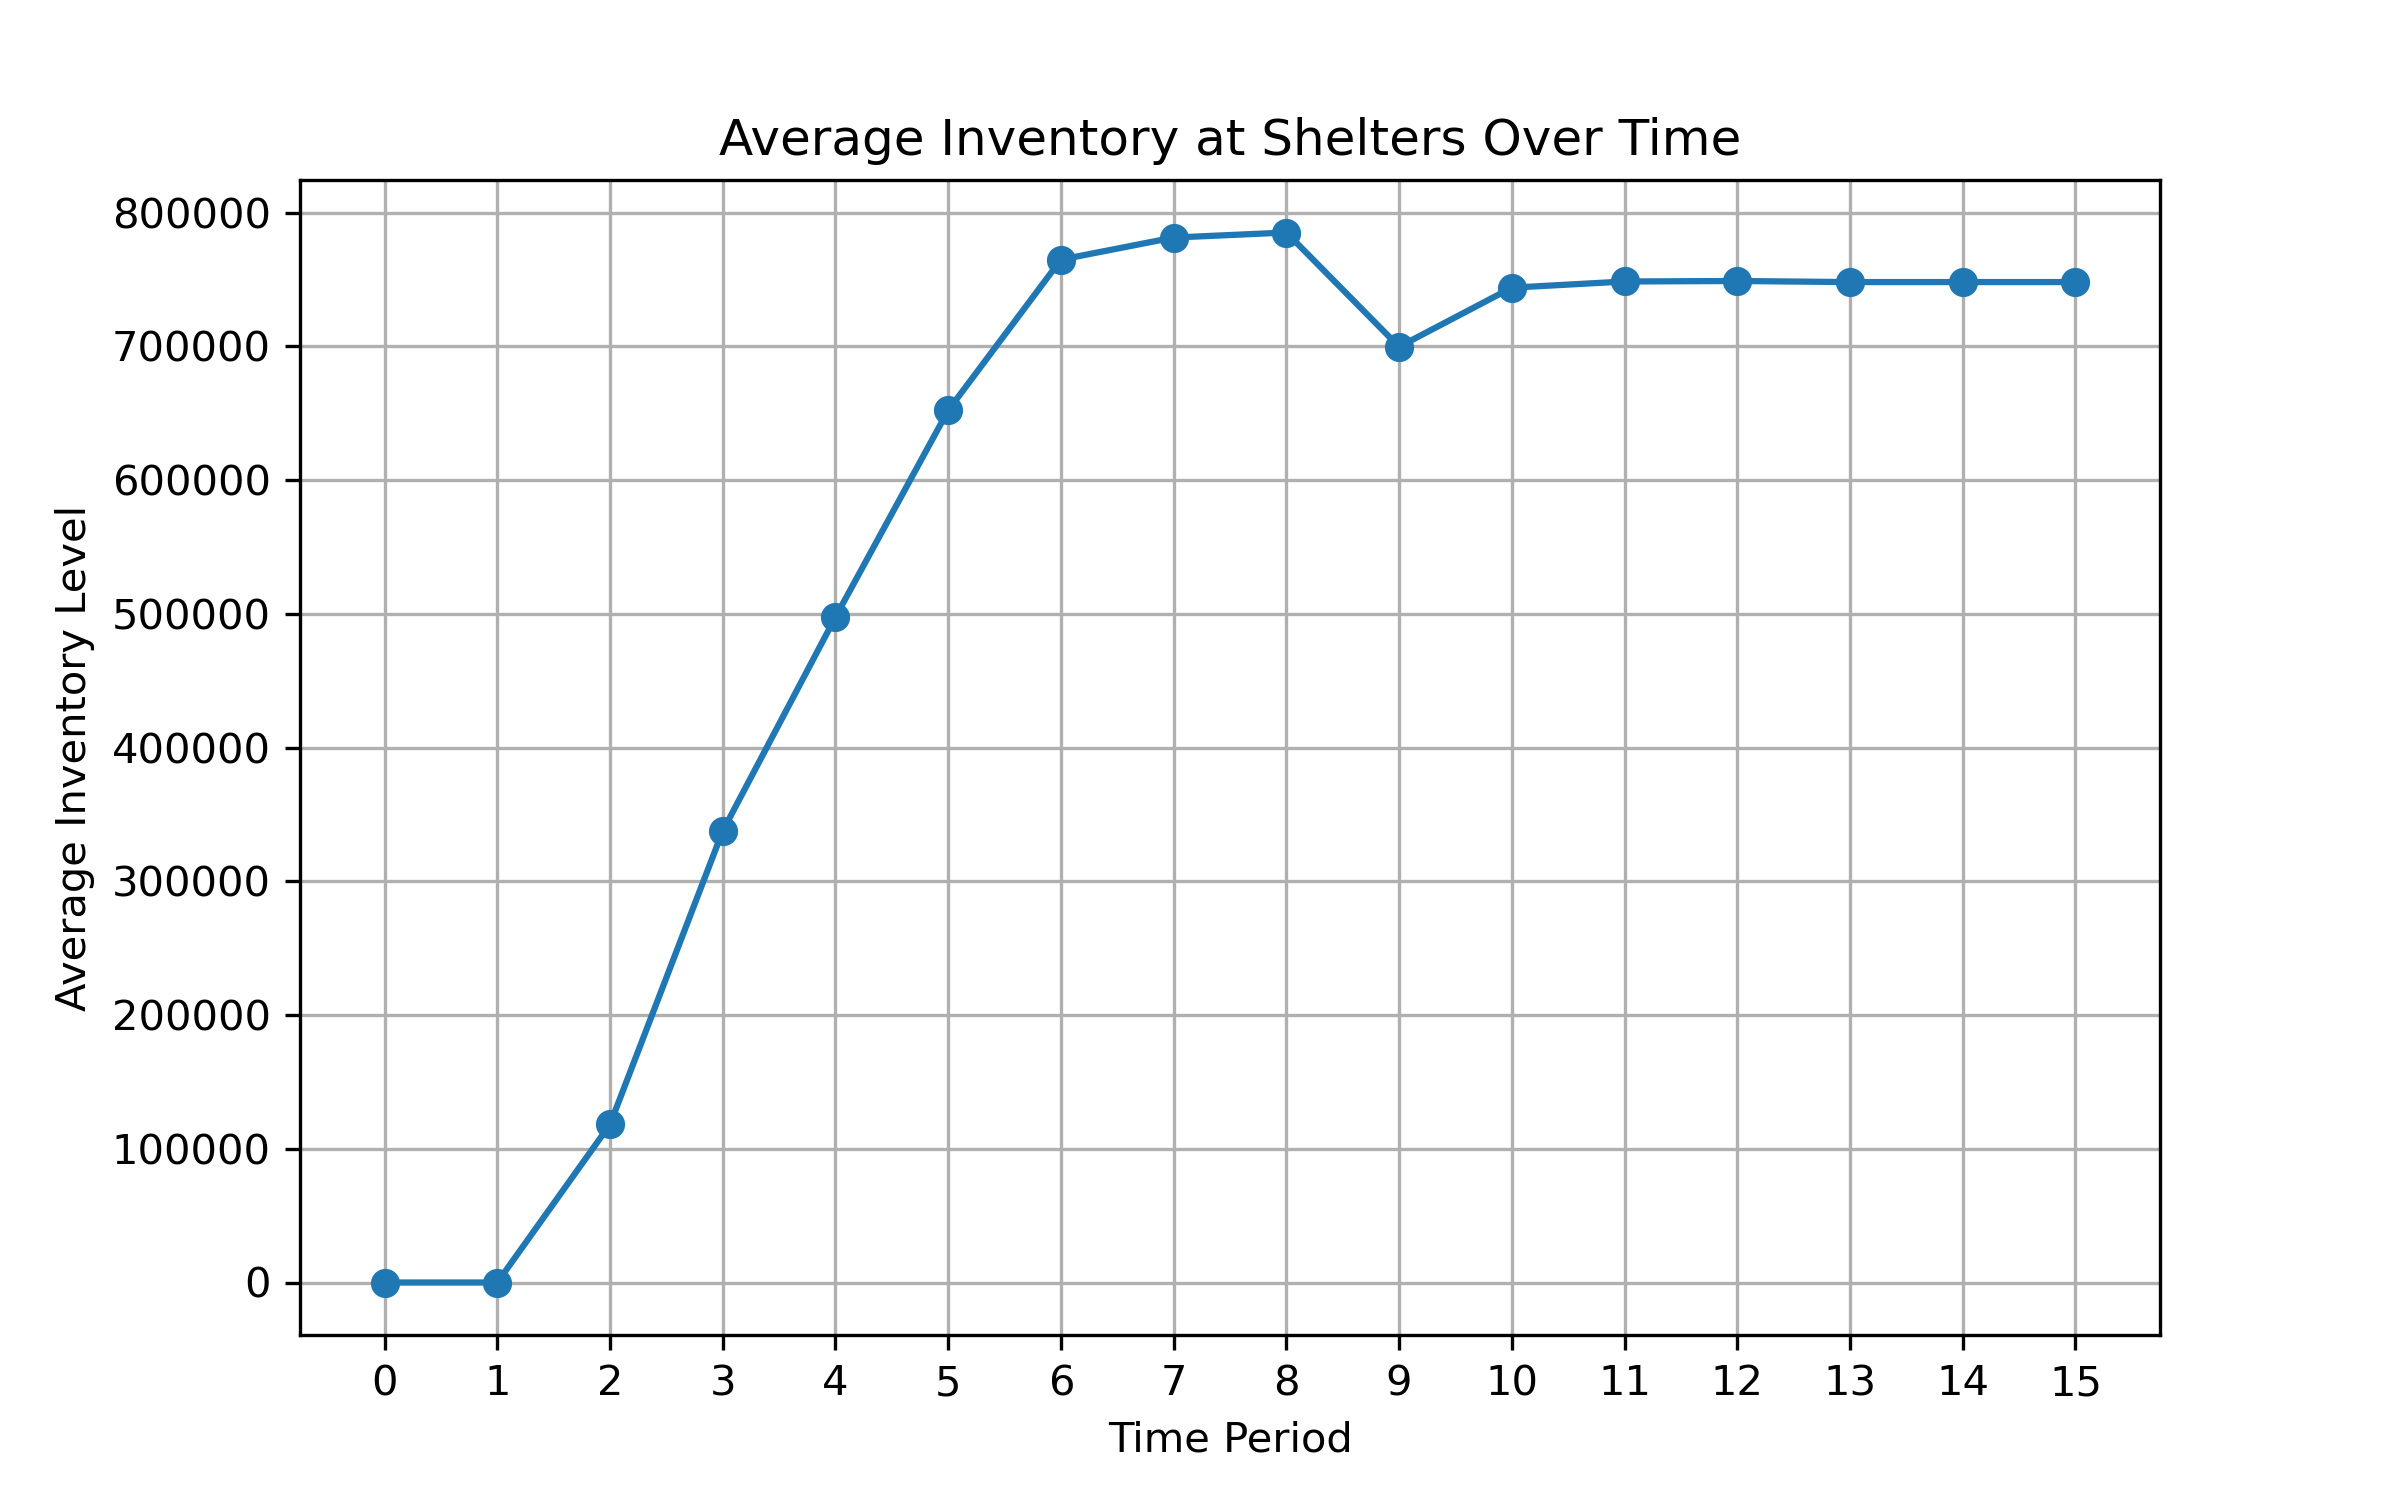 Average Inventory at Shelters Over Time
Average Inventory Level
800000
700000
600000
500000
400000
300000
200000
100000
0
0 1 2 3 4 5 6 7 8 9 10 11 12 13 14 15
Time Period